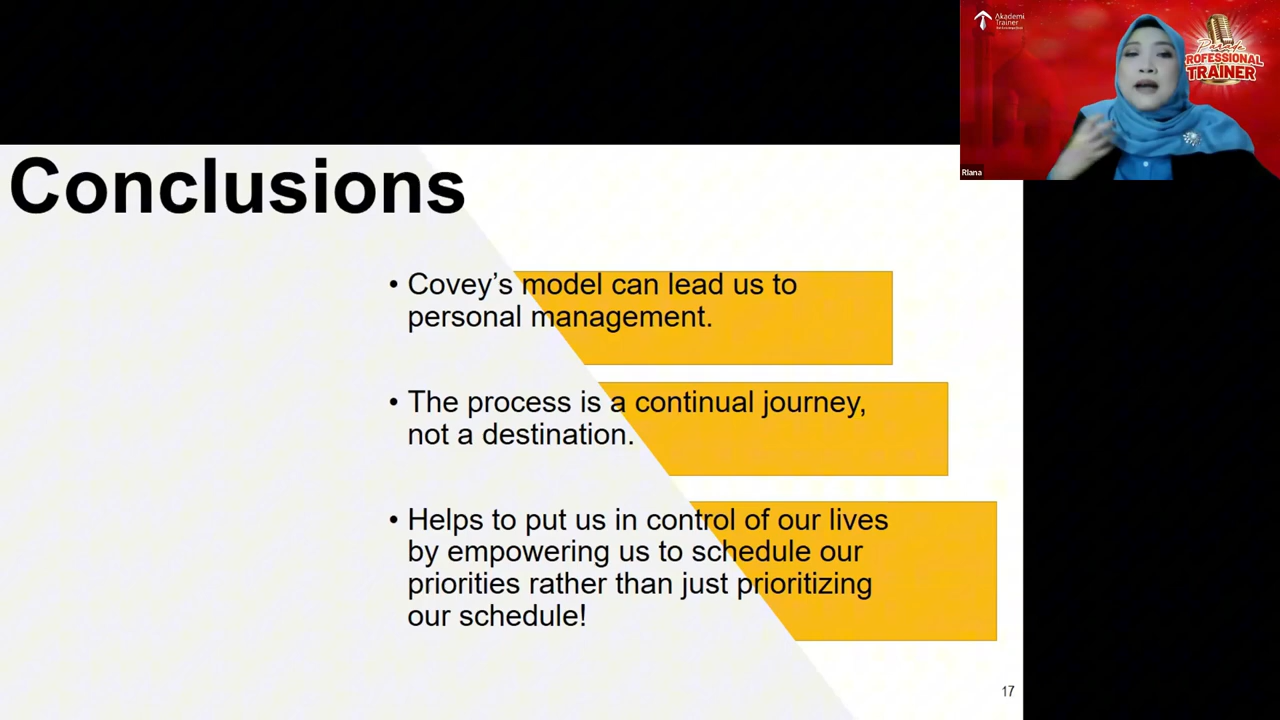 Akademi
Trainer
PROFESSIONAL
TRAINER
Riana
Conclusions
• Covey’s model can lead us to
personal management.
• The process is a continual journey,
not a destination.
• Helps to put us in control of our lives
by empowering us to schedule our
priorities rather than just prioritizing
our schedule!
17